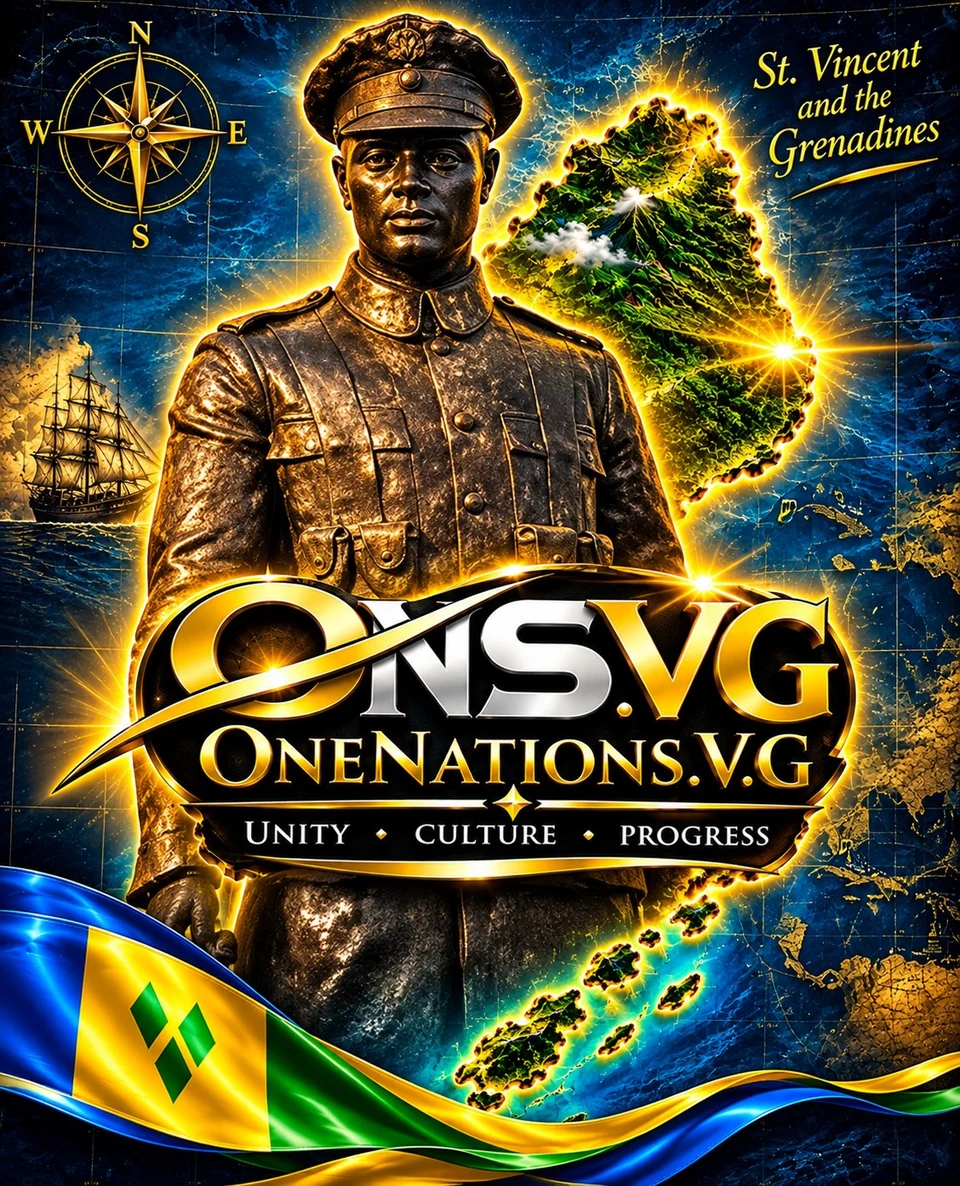 N
W E
S
St. Vincent
and the
Grenadines
ONS.VG
ONENATIONS.V.G
UNITY · CULTURE · PROGRESS